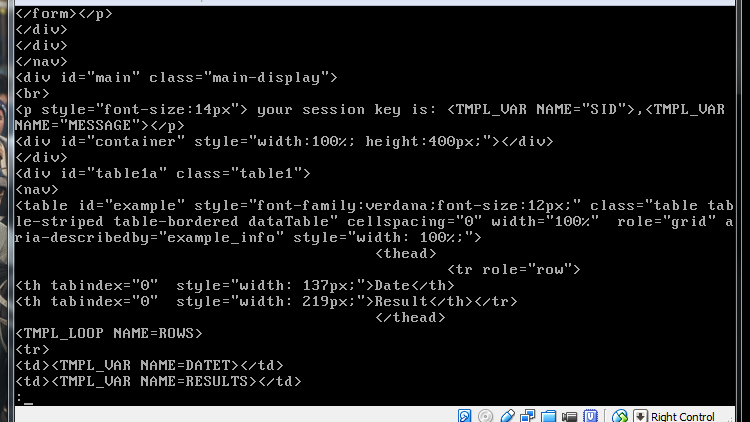 </form></p>
</div>
</div>
</nav>
<div id="main" class="main-display">
<br>
<p style="font-size:14px"> your session key is: <TMPL_VAR NAME="SID">,<TMPL_VAR
NAME="MESSAGE"></p>
<div id="container" style="width:100%; height:400px;"></div>
</div>
<div id="table1a" class="table1">
<nav>
<table id="example" style="font-family:verdana;font-size:12px;" class="table tab
le-striped table-bordered dataTable" cellspacing="0" width="100%"  role="grid" a
ria-describedby="example_info" style="width: 100%;">
<thead>
<tr role="row">
<th tabindex="0"  style="width: 137px;">Date</th>
<th tabindex="0"  style="width: 219px;">Result</th></tr>
</thead>
<TMPL_LOOP NAME=ROWS>
<tr>
<td><TMPL_VAR NAME=DATET></td>
<td><TMPL_VAR NAME=RESULTS></td>
:_
Right Control